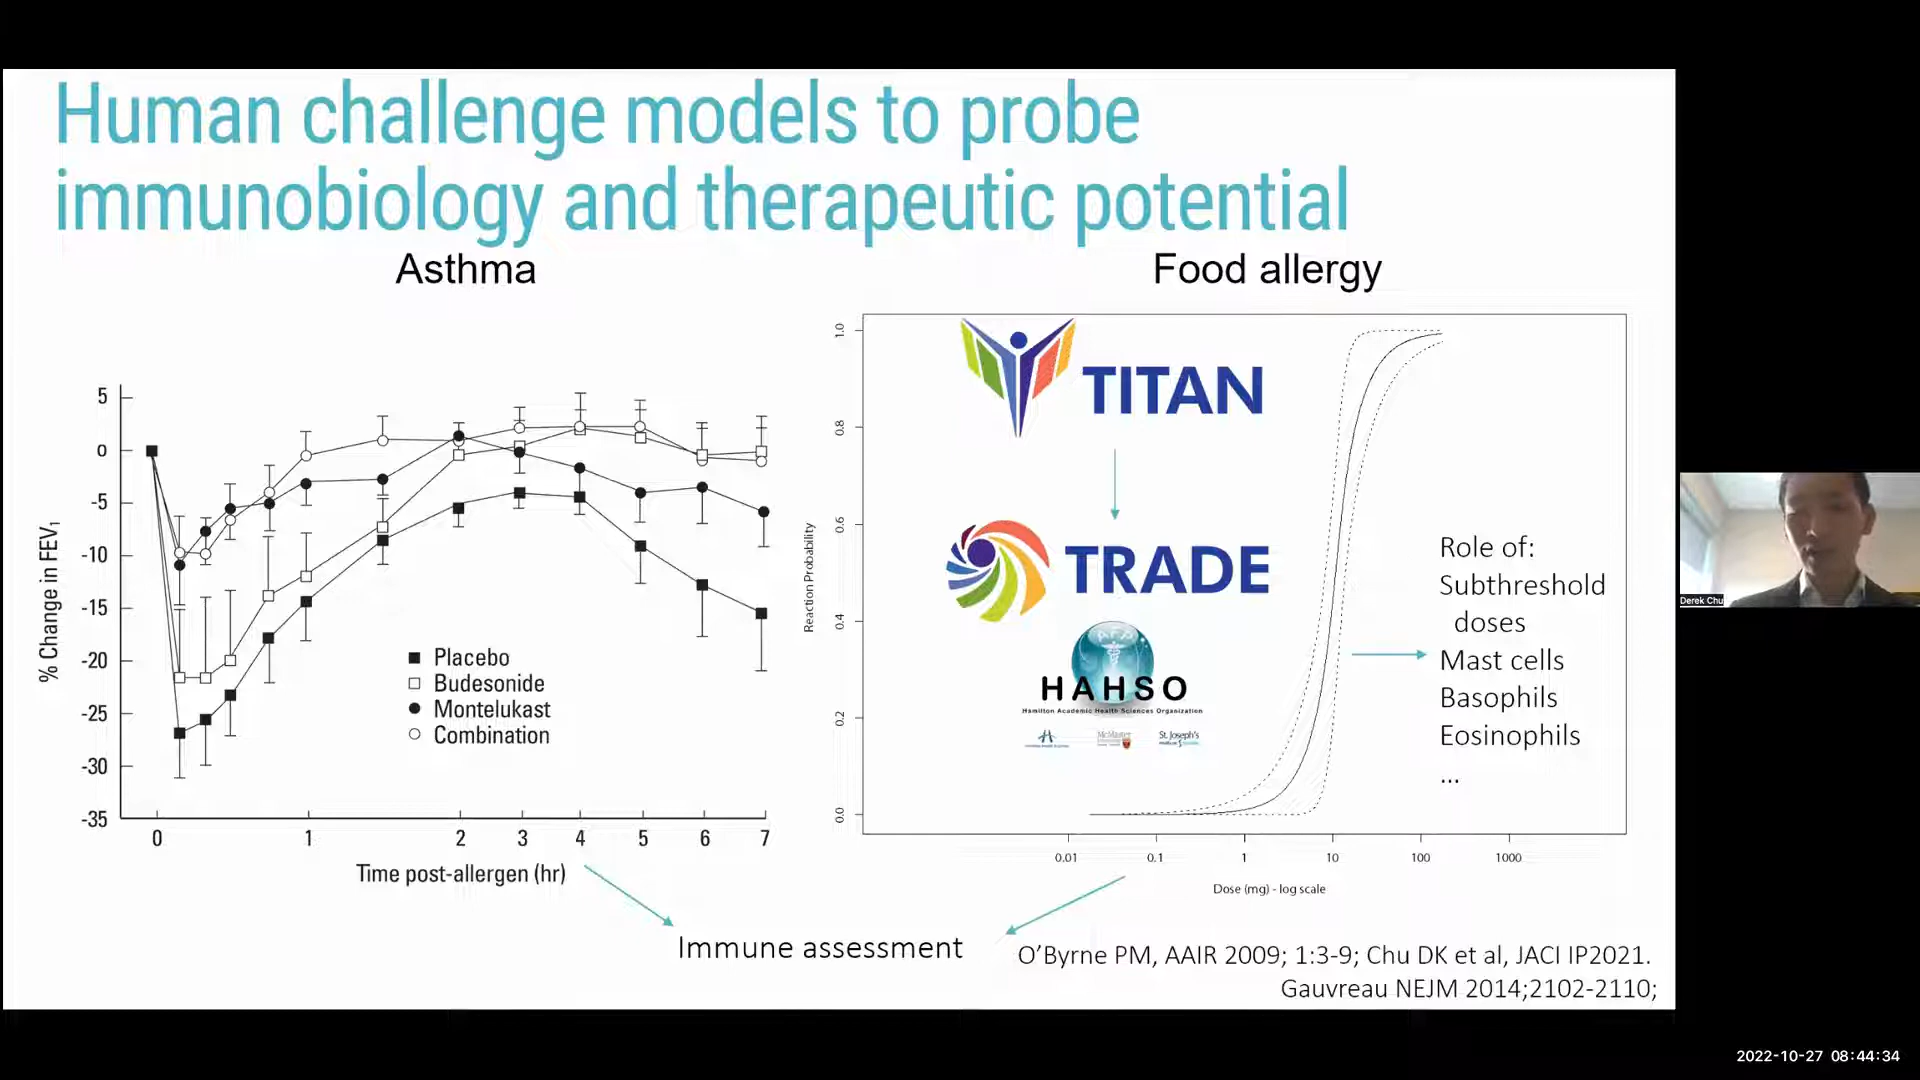 Human challenge models to probe
immunobiology and therapeutic potential
Asthma
Food allergy
5
0
-5
-10
-15
-20
-25
-30
-35
% Change in FEV1
Placebo
Budesonide
Montelukast
Combination
0 1 2 3 4 5 6 7
Time post-allergen (hr)
1.0
0.8
0.6
0.4
0.2
0.0
Reaction Probability
TITAN
TRADE
HAHSO
Hamilton Academic Health Sciences Organization
McMaster
St. Joseph's
Role of:
Subthreshold
doses
Mast cells
Basophils
Eosinophils
...
0.01 0.1 1 10 100 1000
Dose (mg) - log scale
Immune assessment
O'Byrne PM, AAIR 2009; 1:3-9; Chu DK et al, JACI IP2021.
Gauvreau NEJM 2014;2102-2110;
Derek Chu
2022-10-27 08:44:34